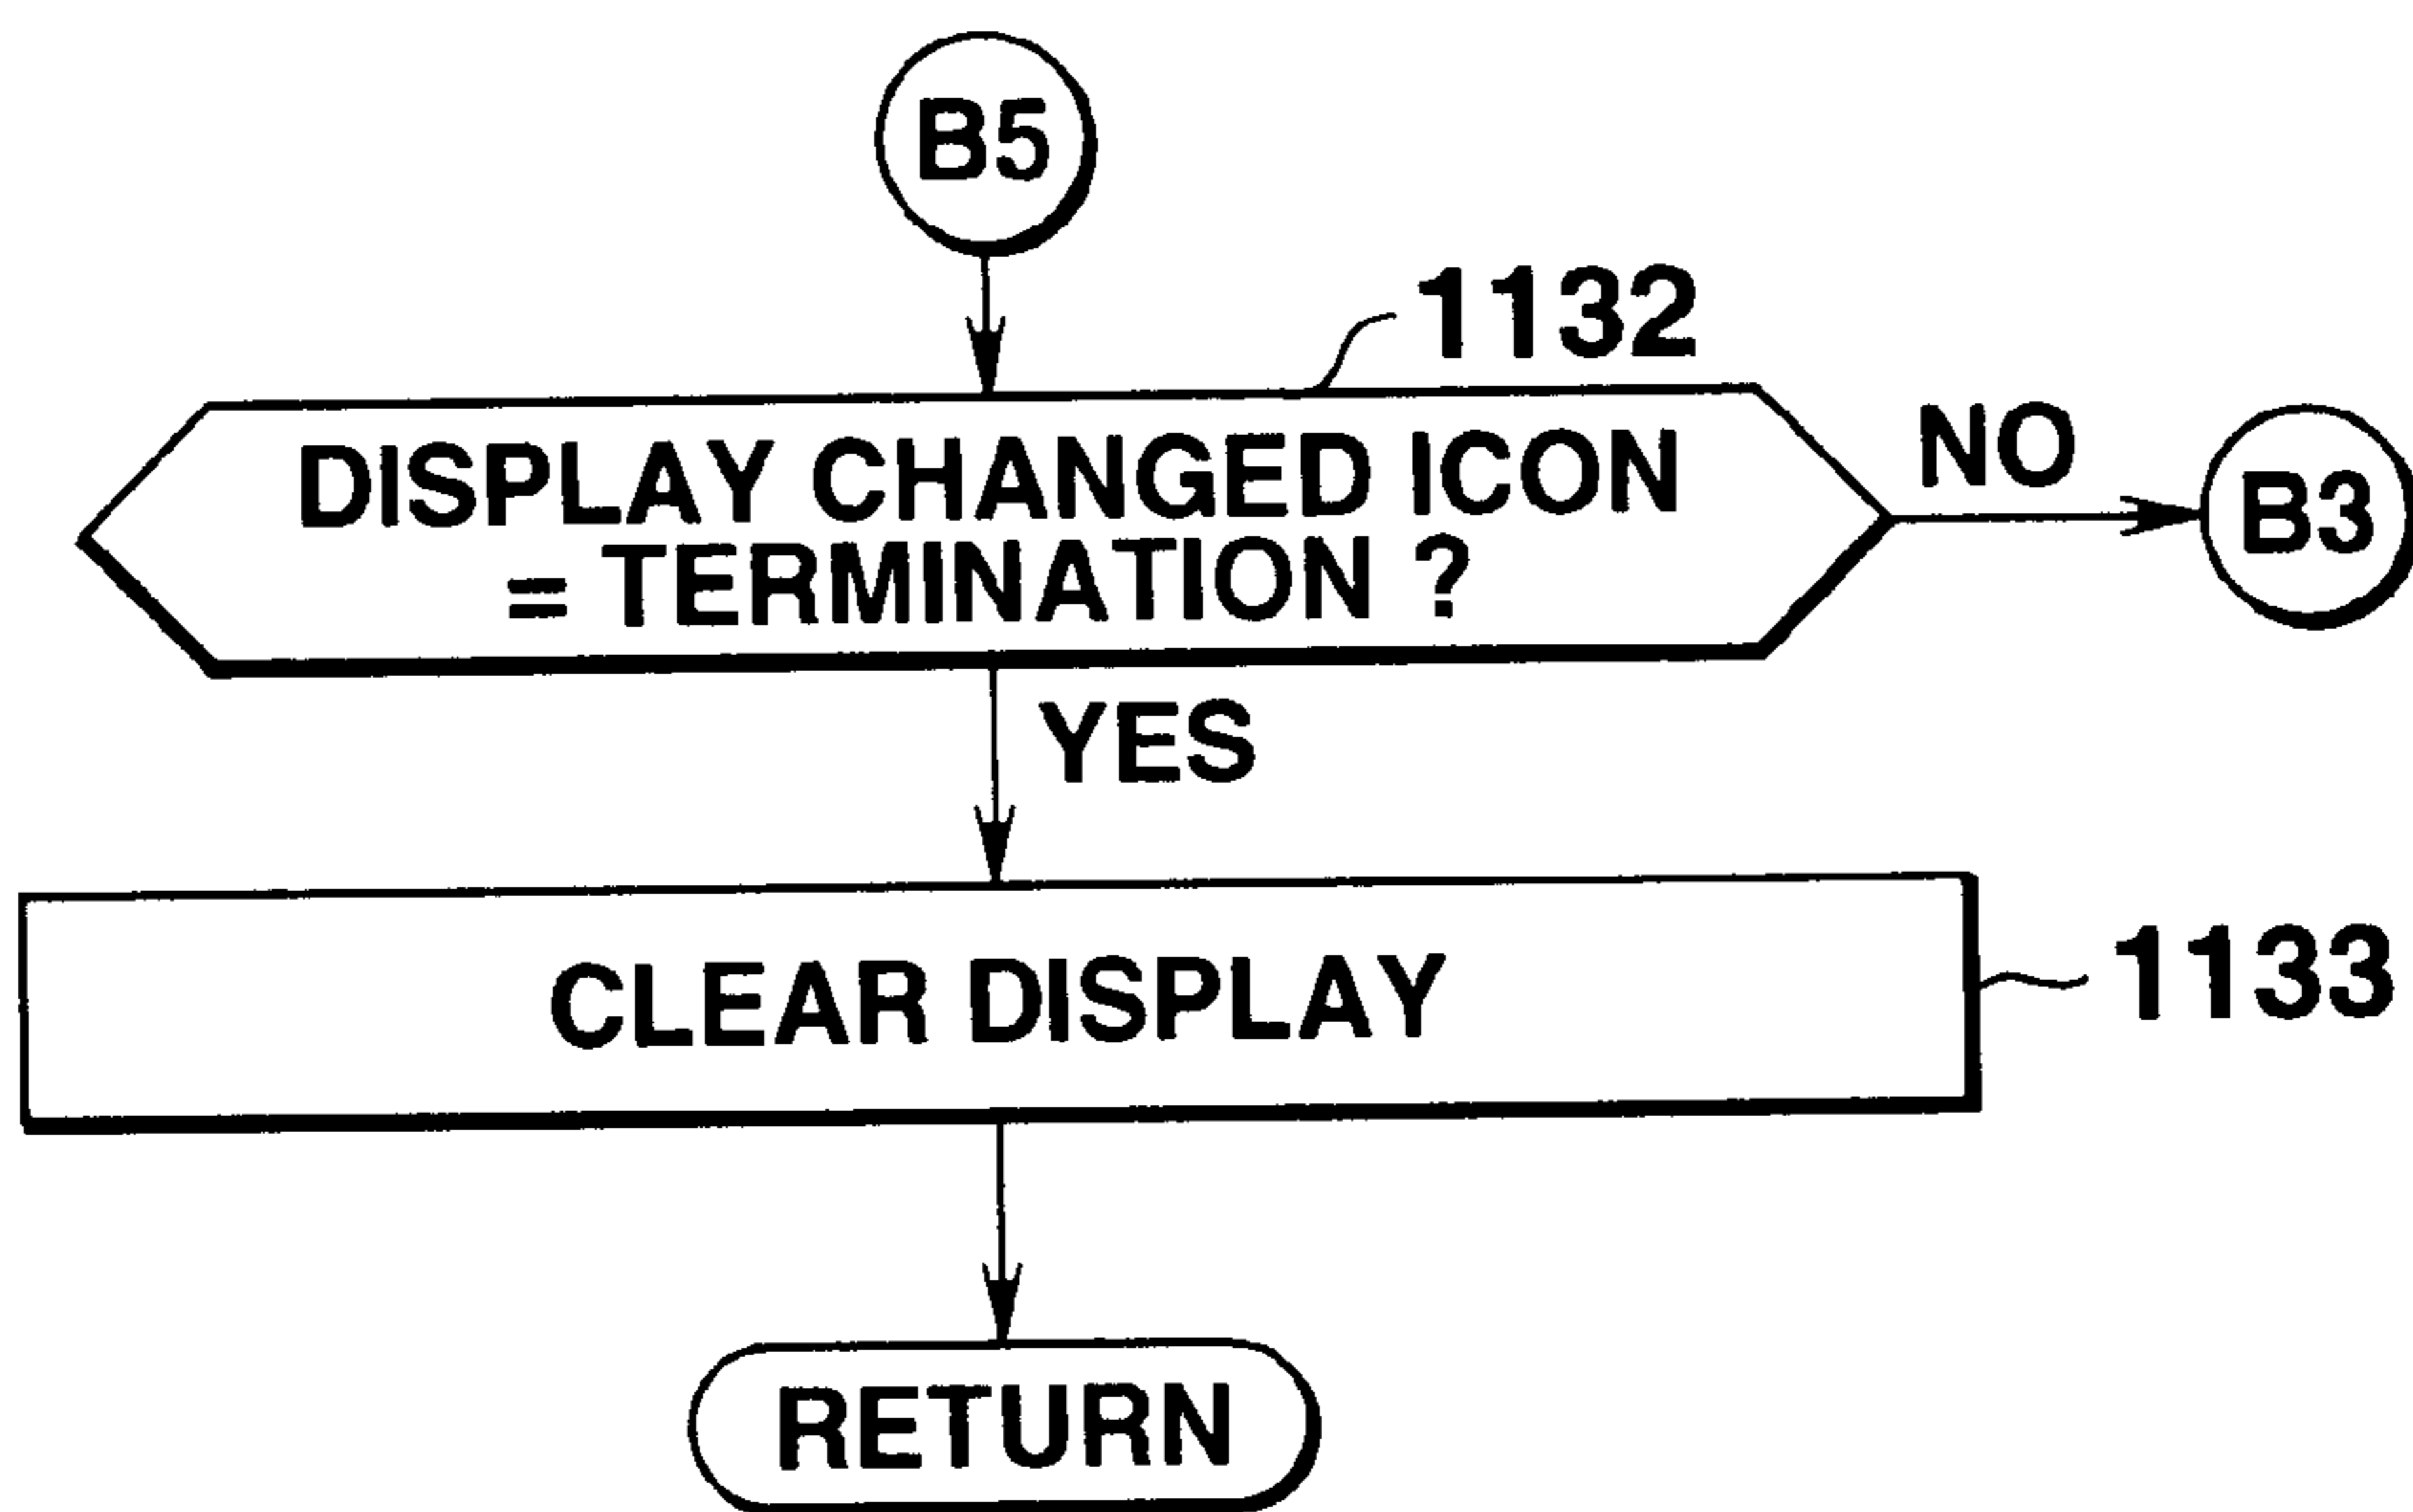 B5
1132
DISPLAY CHANGED ICON
= TERMINATION ?
NO
B3
YES
CLEAR DISPLAY
1133
RETURN